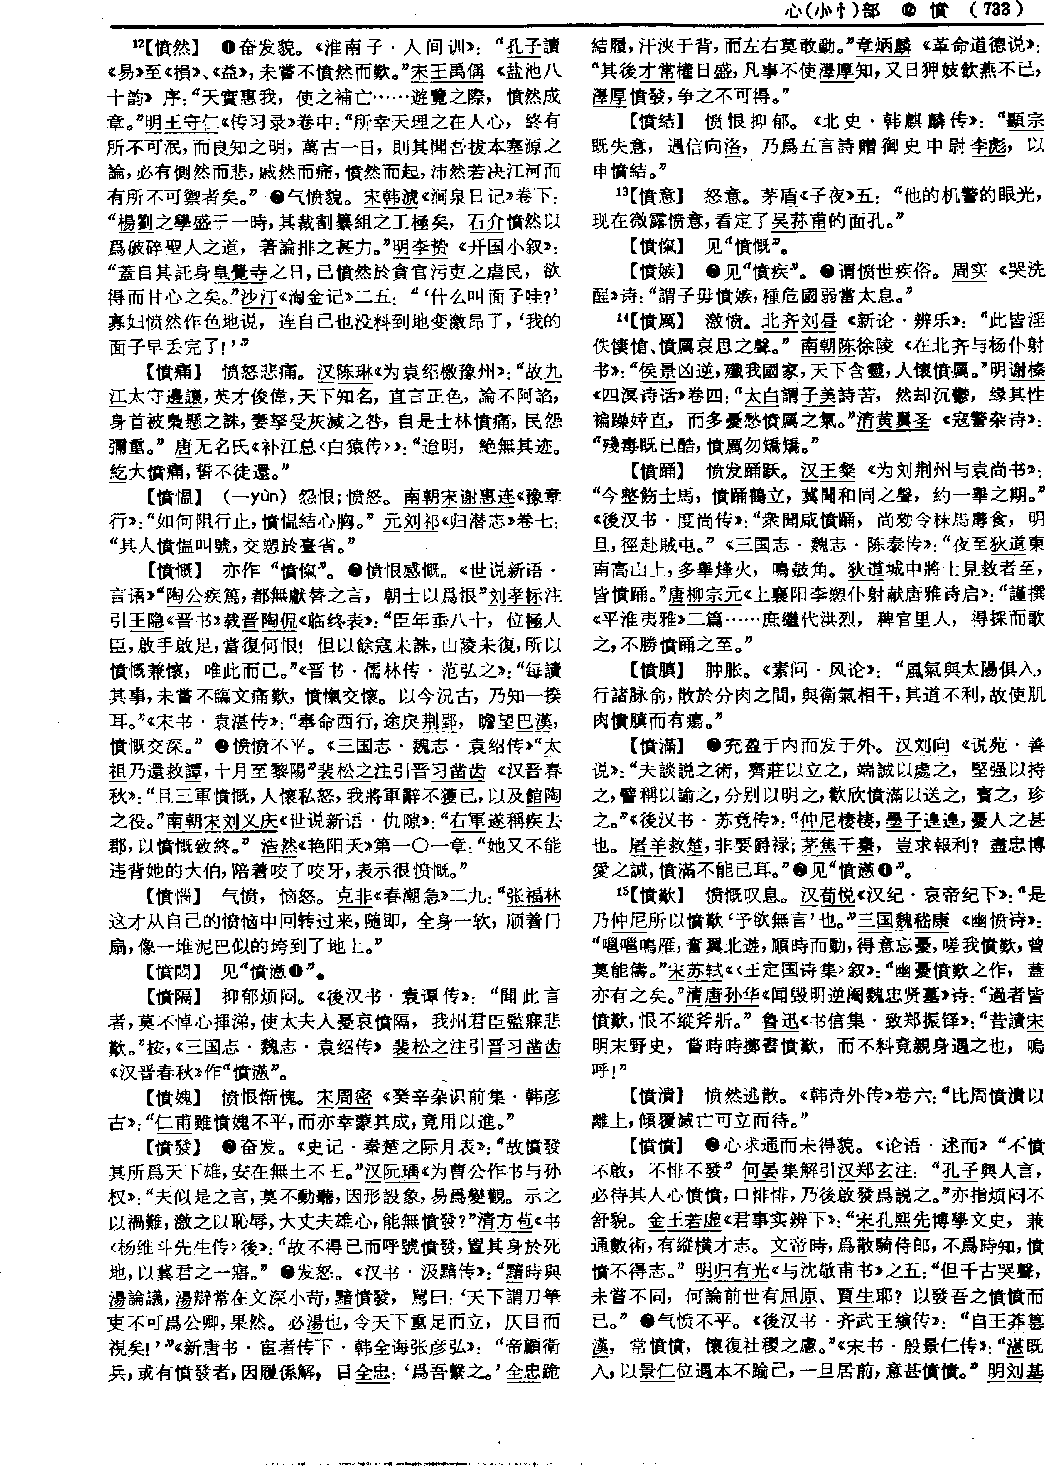 心(小忄)部 ⑫ 憤 (733)
¹²【憤然】 ❶奋发貌。《淮南子·人间训》：“孔子讀
《易》至《损》、《益》，未嘗不憤然而歎。”宋王禹偁《盐池八
十韵》序：“天實惠我，使之補亡……遊覽之際，憤然成
章。”明王守仁《传习录》卷中：“所幸天理之在人心，終有
所不可泯，而良知之明，萬古一日，則其聞吾拔本塞源之
論，必有惻然而悲，戚然而痛，憤然而起，沛然若决江河而
有所不可禦者矣。”❷气愤貌。宋韩淲《涧泉日记》卷下：
“楊劉之學盛于一時，其裁割纂組之工極矣，石介憤然以
爲破碎聖人之道，著論排之甚力。”明李贽《开国小叙》：
“蓋自其託身皇覺寺之日，已憤然於貪官污吏之虐民，欲
得而甘心之矣。”沙汀《淘金记》二五：“‘什么叫面子哇?’
寡妇愤然作色地说，连自己也没料到地变激昂了，‘我的
面子早丢完了!’”
【憤痛】 愤怒悲痛。汉陈琳《为袁绍檄豫州》：“故九
江太守邊讓，英才俊偉，天下知名，直言正色，論不阿諂，
身首被梟懸之誅，妻孥受灰滅之咎，自是士林憤痛，民怨
彌重。”唐无名氏《补江总〈白猿传〉》：“迨明，絶無其迹。
紇大憤痛，誓不徒還。”
【憤愠】 (—yùn) 怨恨；愤怒。南朝宋谢惠连《豫章
行》：“如何阻行止，憤愠結心胸。”元刘祁《归潜志》卷七：
“其人憤愠叫號，交愬於臺省。”
【憤慨】 亦作“憤愾”。❶愤恨感慨。《世说新语·
言语》“陶公疾篤，都無獻替之言，朝士以爲恨”刘孝标注
引王隐《晋书》载晋陶侃《临终表》：“臣年垂八十，位極人
臣，啟手啟足，當復何恨! 但以餘寇未誅，山陵未復，所以
憤慨兼懷，唯此而已。”《晋书·儒林传·范弘之》：“每讀
其事，未嘗不臨文痛歎，憤愾交懷。以今况古，乃知一揆
耳。”《宋书·袁湛传》：“奉命西行，途戾荆郢，瞻望巴漢，
憤慨交深。”❷愤愤不平。《三国志·魏志·袁绍传》“太
祖乃還救譚，十月至黎陽”裴松之注引晋习凿齿《汉晋春
秋》：“且三軍憤慨，人懷私怒，我將軍辭不獲已，以及館陶
之役。”南朝宋刘义庆《世说新语·仇隙》：“右軍遂稱疾去
郡，以憤慨致終。”浩然《艳阳天》第一〇一章：“她又不能
违背她的大伯，陪着咬了咬牙，表示很愤慨。”
【憤惱】 气愤，恼怒。克非《春潮急》二九：“张福林
这才从自己的愤恼中回转过来，随即，全身一软，顺着门
扇，像一堆泥巴似的垮到了地上。”
【憤悶】 见“憤懣❶”。
【憤隔】 抑郁烦闷。《後汉书·袁谭传》：“聞此言
者，莫不悼心揮涕，使太夫人憂哀憤隔，我州君臣監寐悲
歎。”按，《三国志·魏志·袁绍传》裴松之注引晋习凿齿
《汉晋春秋》作“憤懣”。
【憤媿】 愤恨惭愧。宋周密《癸辛杂识前集·韩彦
古》：“仁甫雖憤媿不平，而亦幸蒙其成，竟用以進。”
【憤發】 ❶奋发。《史记·秦楚之际月表》：“故憤發
其所爲天下雄，安在無土不王。”汉阮瑀《为曹公作书与孙
权》：“夫似是之言，莫不動聽，因形設象，易爲變觀。示之
以禍難，激之以恥辱，大丈夫雄心，能無憤發?”清方苞《书
〈杨维斗先生传〉後》：“故不得已而呼號憤發，置其身於死
地，以冀君之一寤。”❷发怒。《汉书·汲黯传》：“黯時與
湯論議，湯辯常在文深小苛，黯憤發，駡曰：‘天下謂刀筆
吏不可爲公卿，果然。必湯也，令天下重足而立，仄目而
視矣!’”《新唐书·宦者传下·韩全诲张彦弘》：“帝顧衛
兵，或有憤發者，因履係解，目全忠：‘爲吾繫之。’全忠跪
結履，汗浹于背，而左右莫敢動。”章炳麟《革命道德说》：
“其後才常權日盛，凡事不使澤厚知，又日狎妓飲燕不已，
澤厚憤發，争之不可得。”
【憤結】 愤恨抑郁。《北史·韩麒麟传》：“顯宗
既失意，遇信向洛，乃爲五言詩贈御史中尉李彪，以
申憤結。”
¹³【憤意】 怒意。茅盾《子夜》五：“他的机警的眼光，
现在微露愤意，看定了吴荪甫的面孔。”
【憤愾】 见“憤慨”。
【憤嫉】 ❶见“憤疾”。❷谓愤世疾俗。周实《哭洗
醒》诗：“謂子毋憤嫉，種危國弱當太息。”
¹⁴【憤厲】 激愤。北齐刘昼《新论·辨乐》：“此皆淫
佚悽愴、憤厲哀思之聲。”南朝陈徐陵《在北齐与杨仆射
书》：“侯景凶逆，殲我國家，天下含靈，人懷憤厲。”明谢榛
《四溟诗话》卷四：“太白謂子美詩苦，然却沉鬱，緣其性
褊躁婞直，而多憂愁憤厲之氣。”清黄翼圣《寇警杂诗》：
“殘毒既已酷，憤厲勿矯矯。”
【憤踊】 愤发踊跃。汉王粲《为刘荆州与袁尚书》：
“今整飭士馬，憤踊鶴立，冀聞和同之聲，約一舉之期。”
《後汉书·度尚传》：“衆聞咸憤踊，尚勑令秣馬蓐食，明
旦，徑赴賊屯。”《三国志·魏志·陈泰传》：“夜至狄道東
南高山上，多舉烽火，鳴鼓角。狄道城中將士見救者至，
皆憤踊。”唐柳宗元《上襄阳李愬仆射献唐雅诗启》：“謹撰
《平淮夷雅》二篇……庶繼代洪烈，稗官里人，得採而歌
之，不勝憤踊之至。”
【憤䐜】 肿胀。《素问·风论》：“風氣與太陽俱入，
行諸脉俞，散於分肉之間，與衛氣相干，其道不利，故使肌
肉憤䐜而有瘍。”
【憤滿】 ❶充盈于内而发于外。汉刘向《说苑·善
说》：“夫談説之術，齊莊以立之，端誠以處之，堅强以持
之，譬稱以諭之，分别以明之，歡欣憤滿以送之，寶之，珍
之。”《後汉书·苏竟传》：“仲尼棲棲，墨子遑遑，憂人之甚
也。屠羊救楚，非要爵禄；茅焦干秦，豈求報利? 盡忠博
愛之誠，憤滿不能已耳。”❷见“憤懣❶”。
¹⁵【憤歎】 愤慨叹息。汉荀悦《汉纪·哀帝纪下》：“是
乃仲尼所以憤歎‘予欲無言’也。”三国魏嵇康《幽愤诗》：
“嗈嗈鳴雁，奮翼北遊，順時而動，得意忘憂，嗟我憤歎，曾
莫能儔。”宋苏轼《〈王定国诗集〉叙》：“幽憂憤歎之作，蓋
亦有之矣。”清唐孙华《闻毁明逆阉魏忠贤墓》诗：“過者皆
憤歎，恨不縱斧斨。”鲁迅《书信集·致郑振铎》：“昔讀宋
明末野史，嘗時時擲書憤歎，而不料竟親身遇之也，嗚
呼!”
【憤潰】 愤然逃散。《韩诗外传》卷六：“比周憤潰以
離上，傾覆滅亡可立而待。”
【憤憤】 ❶心求通而未得貌。《论语·述而》“不憤
不啟，不悱不發”何晏集解引汉郑玄注：“孔子與人言，
必待其人心憤憤，口悱悱，乃後啟發爲説之。”亦指烦闷不
舒貌。金王若虚《君事实辨下》：“宋孔熙先博學文史，兼
通數術，有縱横才志。文帝時，爲散騎侍郎，不爲時知，憤
憤不得志。”明归有光《与沈敬甫书》之五：“但千古哭聲，
未嘗不同，何論前世有屈原、賈生耶? 以發吾之憤憤而
已。”❷气愤不平。《後汉书·齐武王縯传》：“自王莽篡
漢，常憤憤，懷復社稷之慮。”《宋书·殷景仁传》：“湛既
入，以景仁位遇本不踰己，一旦居前，意甚憤憤。”明刘基